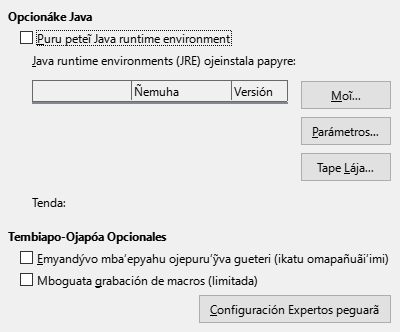 Opcionáke Java
Puru peteĩ Java runtime environment
Java runtime environments (JRE) ojeinstala papyre:
Ñemuha Versión
Moĩ...
Parámetros...
Tape Lája...
Tenda:
Tembiapo-Ojapóa Opcionales
Emyandývo mba'epyahu ojepuru'ỹva gueteri (ikatu omapañuãi'imi)
Mboguata grabación de macros (limitada)
Configuración Expertos peguarã